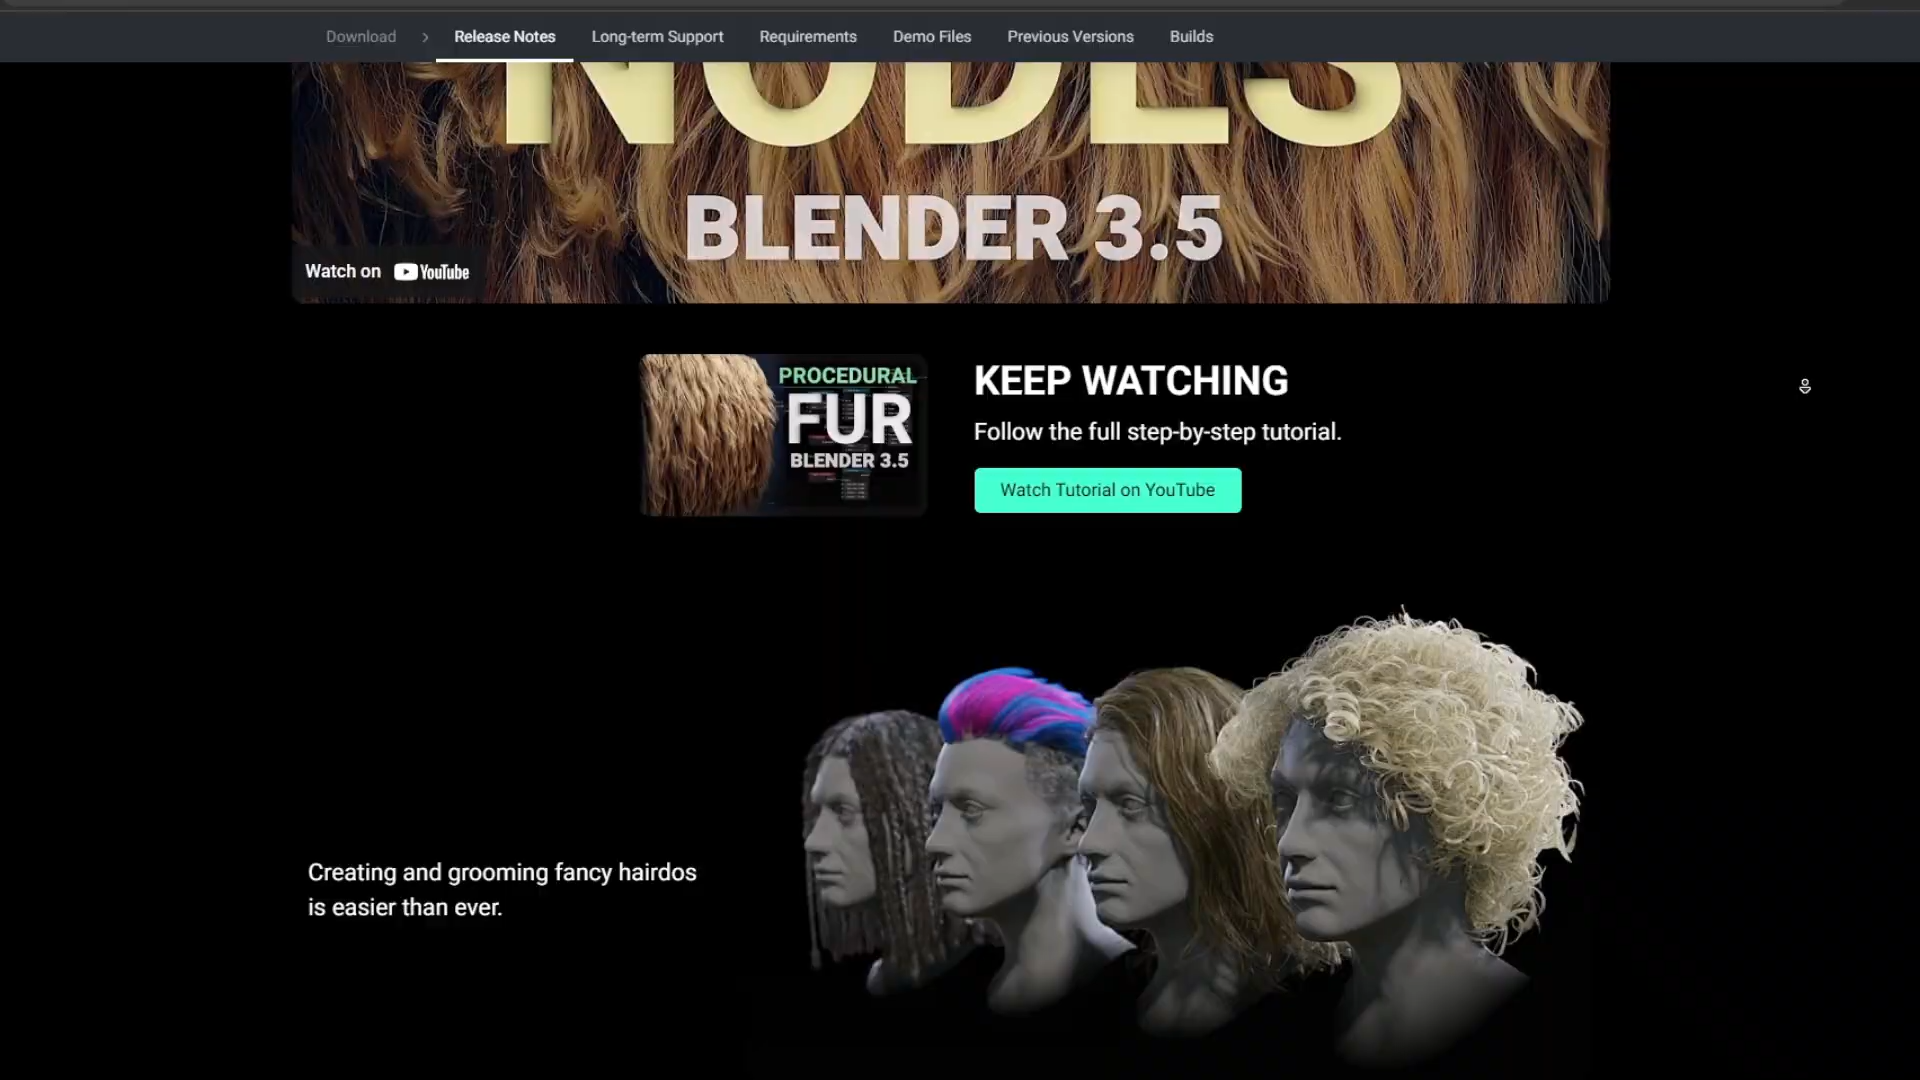 Download
Release Notes
Long-term Support
Requirements
Demo Files
Previous Versions
Builds
NODES
BLENDER 3.5
Watch on YouTube
PROCEDURAL
FUR
BLENDER 3.5
KEEP WATCHING
Follow the full step-by-step tutorial.
Watch Tutorial on YouTube
Creating and grooming fancy hairdos
is easier than ever.